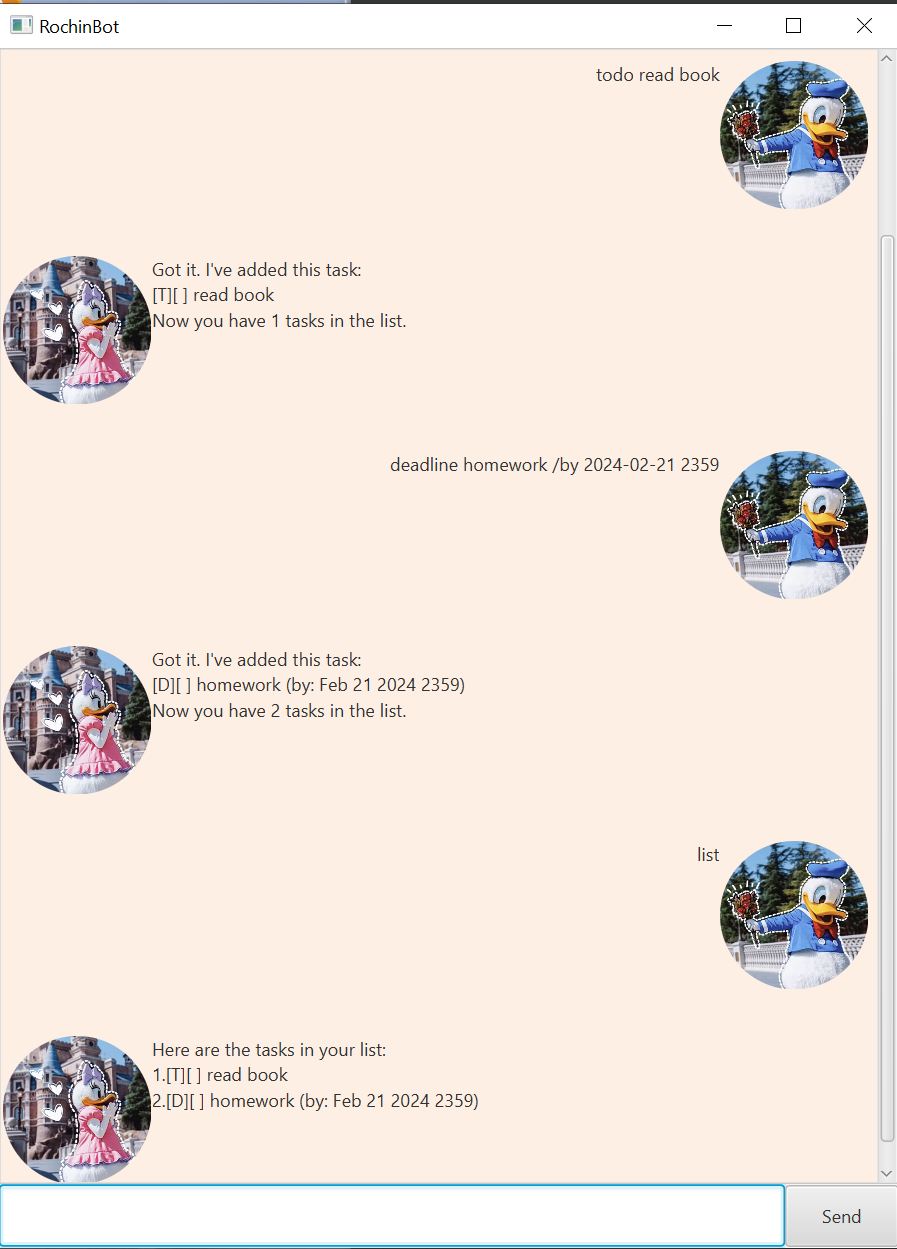 RochinBot
todo read book
Got it. I've added this task:
[T][ ] read book
Now you have 1 tasks in the list.
deadline homework /by 2024-02-21 2359
Got it. I've added this task:
[D][ ] homework (by: Feb 21 2024 2359)
Now you have 2 tasks in the list.
list
Here are the tasks in your list:
1.[T][ ] read book
2.[D][ ] homework (by: Feb 21 2024 2359)
Send